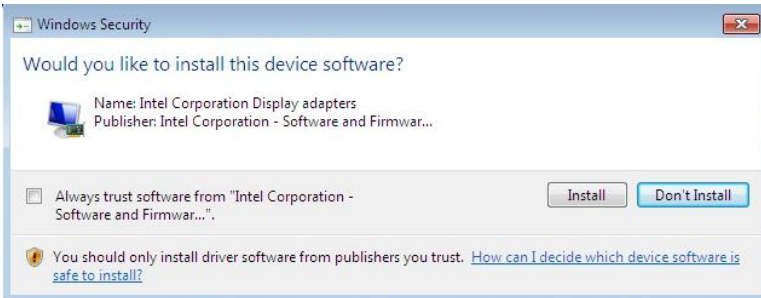 Windows Security
Would you like to install this device software?
Name: Intel Corporation Display adapters
Publisher: Intel Corporation - Software and Firmwar...
Always trust software from "Intel Corporation -
Software and Firmwar...".
Install
Don't Install
You should only install driver software from publishers you trust. How can I decide which device software is
safe to install?